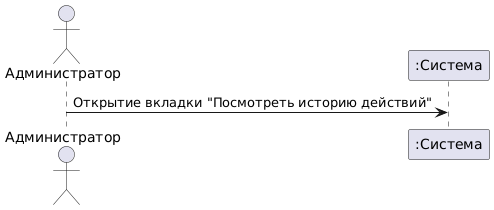 Администратор
:Система
Открытие вкладки "Посмотреть историю действий"
Администратор
:Система